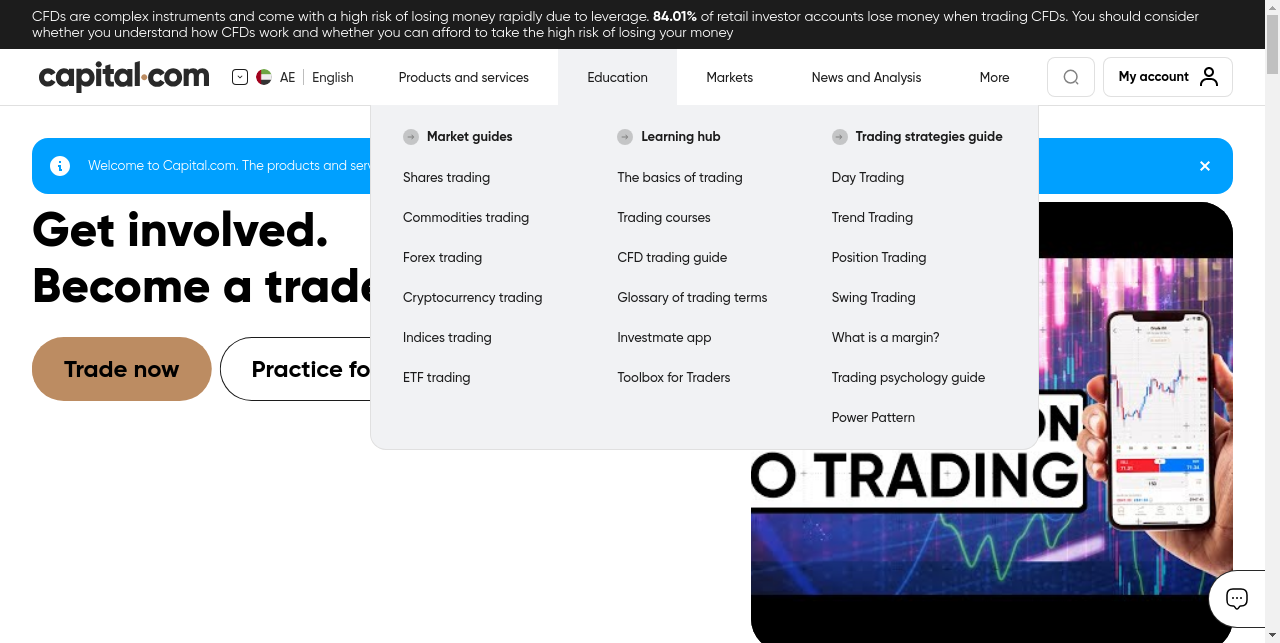 CFDs are complex instruments and come with a high risk of losing money rapidly due to leverage. 84.01% of retail investor accounts lose money when trading CFDs. You should consider
whether you understand how CFDs work and whether you can afford to take the high risk of losing your money
capital.com
AE
English
Products and services
Education
Markets
News and Analysis
More
My account
Market guides
Shares trading
Commodities trading
Forex trading
Cryptocurrency trading
Indices trading
ETF trading
Learning hub
The basics of trading
Trading courses
CFD trading guide
Glossary of trading terms
Investmate app
Toolbox for Traders
Trading strategies guide
Day Trading
Trend Trading
Position Trading
Swing Trading
What is a margin?
Trading psychology guide
Power Pattern
Welcome to Capital.com. The products and
Get involved.
Become a
Trade now
Practice
TRADING